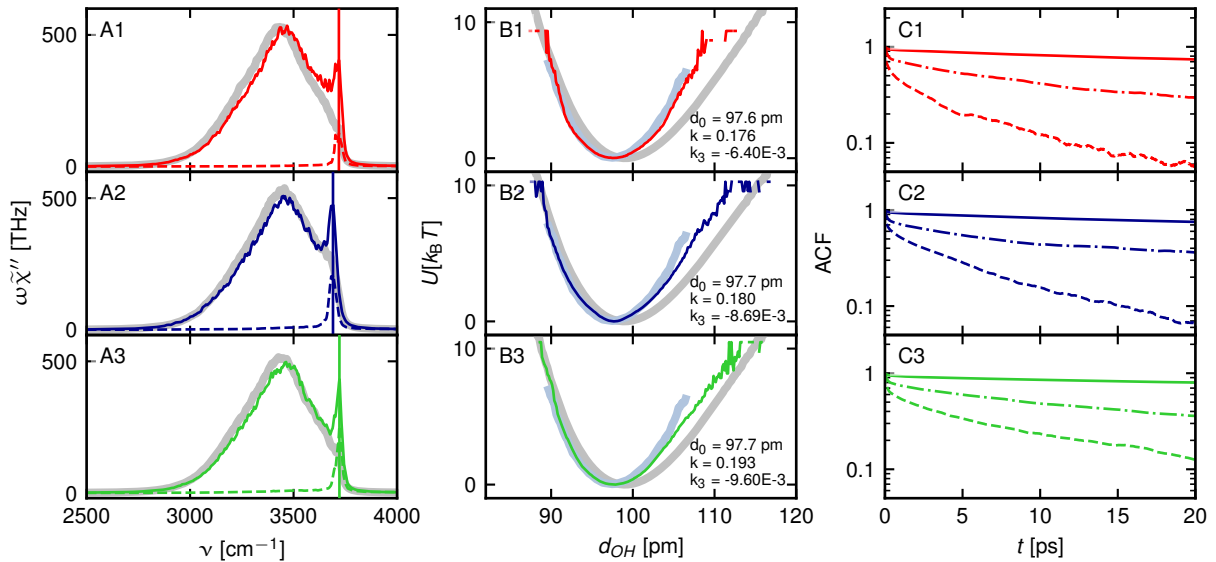 A1
500
0
A2
500
0
A3
500
0
2500
3000
3500
4000
ν [cm⁻¹]
ωχ̃′′ [THz]
B1
10
0
d₀ = 97.6 pm
k = 0.176
k₃ = -6.40E-3
B2
10
0
d₀ = 97.7 pm
k = 0.180
k₃ = -8.69E-3
B3
10
0
d₀ = 97.7 pm
k = 0.193
k₃ = -9.60E-3
90
100
110
120
d_OH [pm]
U[k_B T]
C1
1
0.1
C2
1
0.1
C3
1
0.1
0
5
10
15
20
t [ps]
ACF